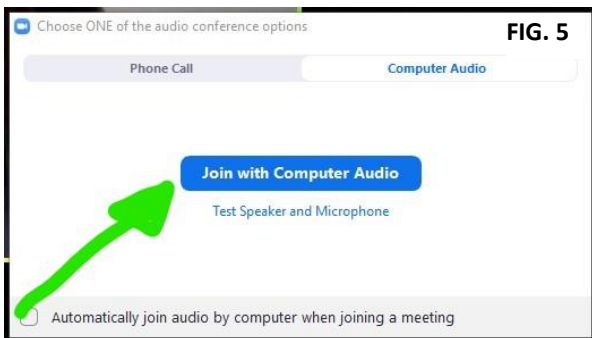 Choose ONE of the audio conference options
FIG. 5
Phone Call
Computer Audio
Join with Computer Audio
Test Speaker and Microphone
Automatically join audio by computer when joining a meeting